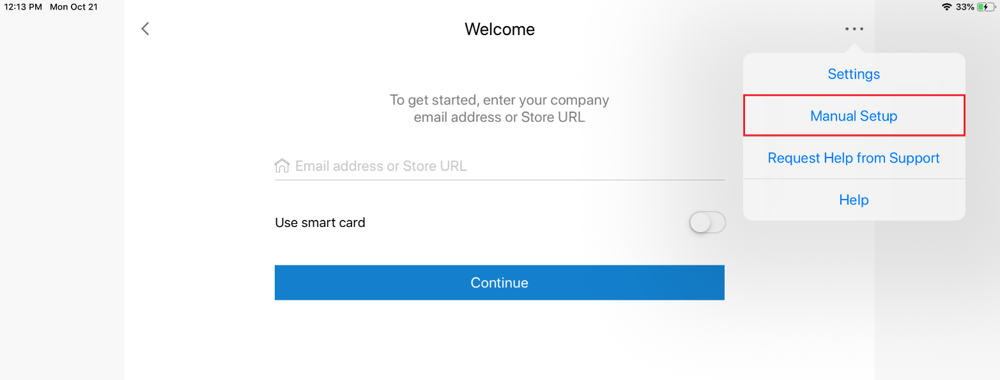 12:13 PM Mon Oct 21
33%
Welcome
Settings
Manual Setup
Request Help from Support
Help
To get started, enter your company
email address or Store URL
Email address or Store URL
Use smart card
Continue